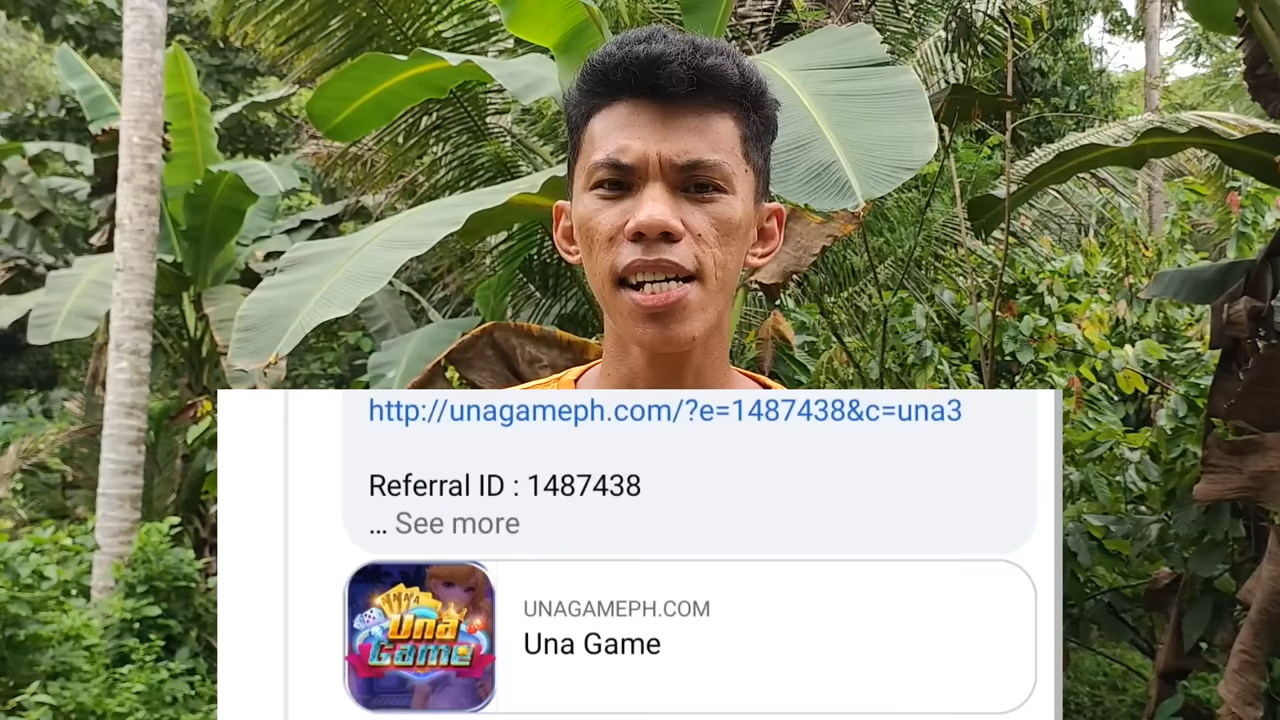 http://unagameph.com/?e=1487438&c=una3
Referral ID : 1487438
... See more
Una
Game
UNAGAMEPH.COM
Una Game